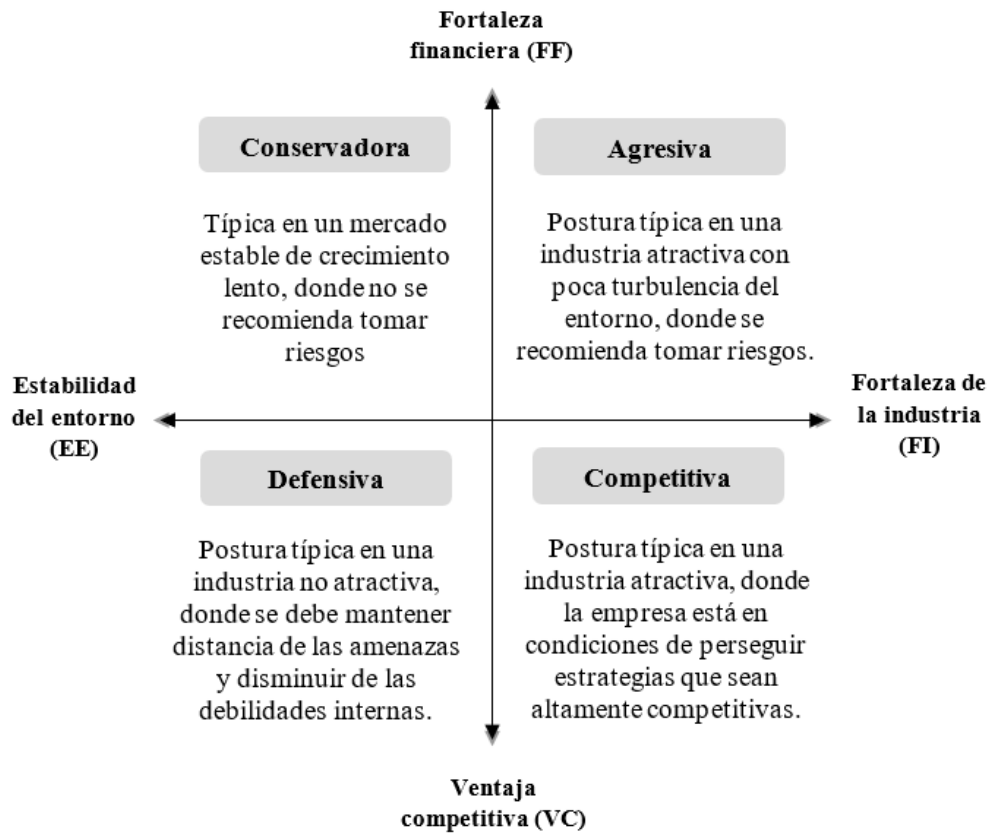 Fortaleza
financiera (FF)
Conservadora
Agresiva
Típica en un mercado
estable de crecimiento
lento, donde no se
recomienda tomar
riesgos
Postura típica en una
industria atractiva con
poca turbulencia del
entorno, donde se
recomienda tomar riesgos.
Estabilidad
del entorno
(EE)
Fortaleza de
la industria
(FI)
Defensiva
Competitiva
Postura típica en una
industria no atractiva,
donde se debe mantener
distancia de las amenazas
y disminuir de las
debilidades internas.
Postura típica en una
industria atractiva, donde
la empresa está en
condiciones de perseguir
estrategias que sean
altamente competitivas.
Ventaja
competitiva (VC)